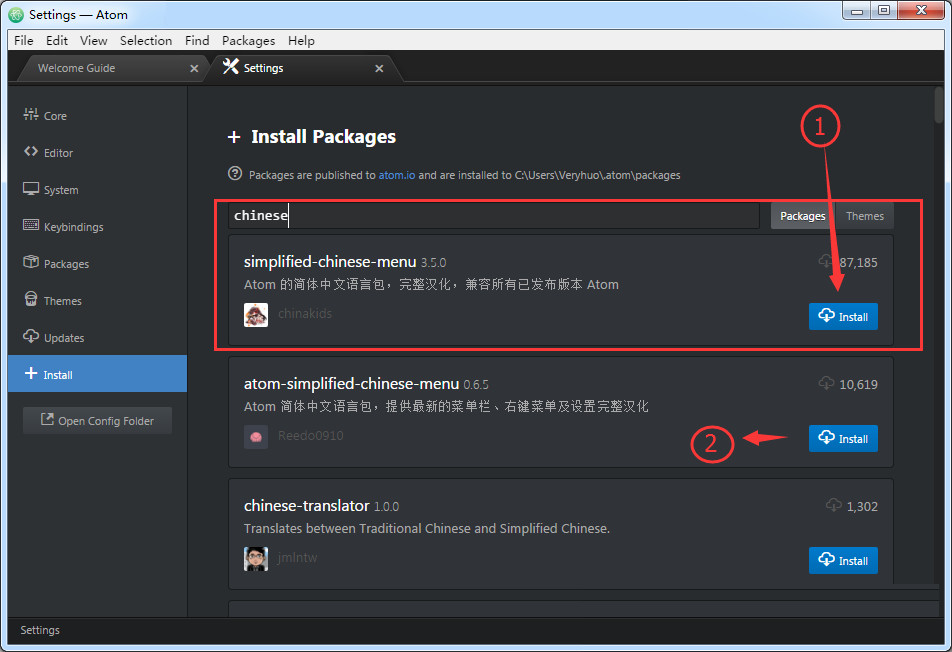 Settings — Atom
File Edit View Selection Find Packages Help
Welcome Guide
Settings
Core
Editor
System
Keybindings
Packages
Themes
Updates
Install
Open Config Folder
Install Packages
Packages are published to atom.io and are installed to C:\Users\Veryhuo\.atom\packages
chinese
Packages Themes
1
simplified-chinese-menu 3.5.0
87,185
Atom 的简体中文语言包，完整汉化，兼容所有已发布版本 Atom
chinakids
Install
atom-simplified-chinese-menu 0.6.5
10,619
Atom 简体中文语言包，提供最新的菜单栏、右键菜单及设置完整汉化
Reedo0910
2
Install
chinese-translator 1.0.0
1,302
Translates between Traditional Chinese and Simplified Chinese.
jmlntw
Install
Settings